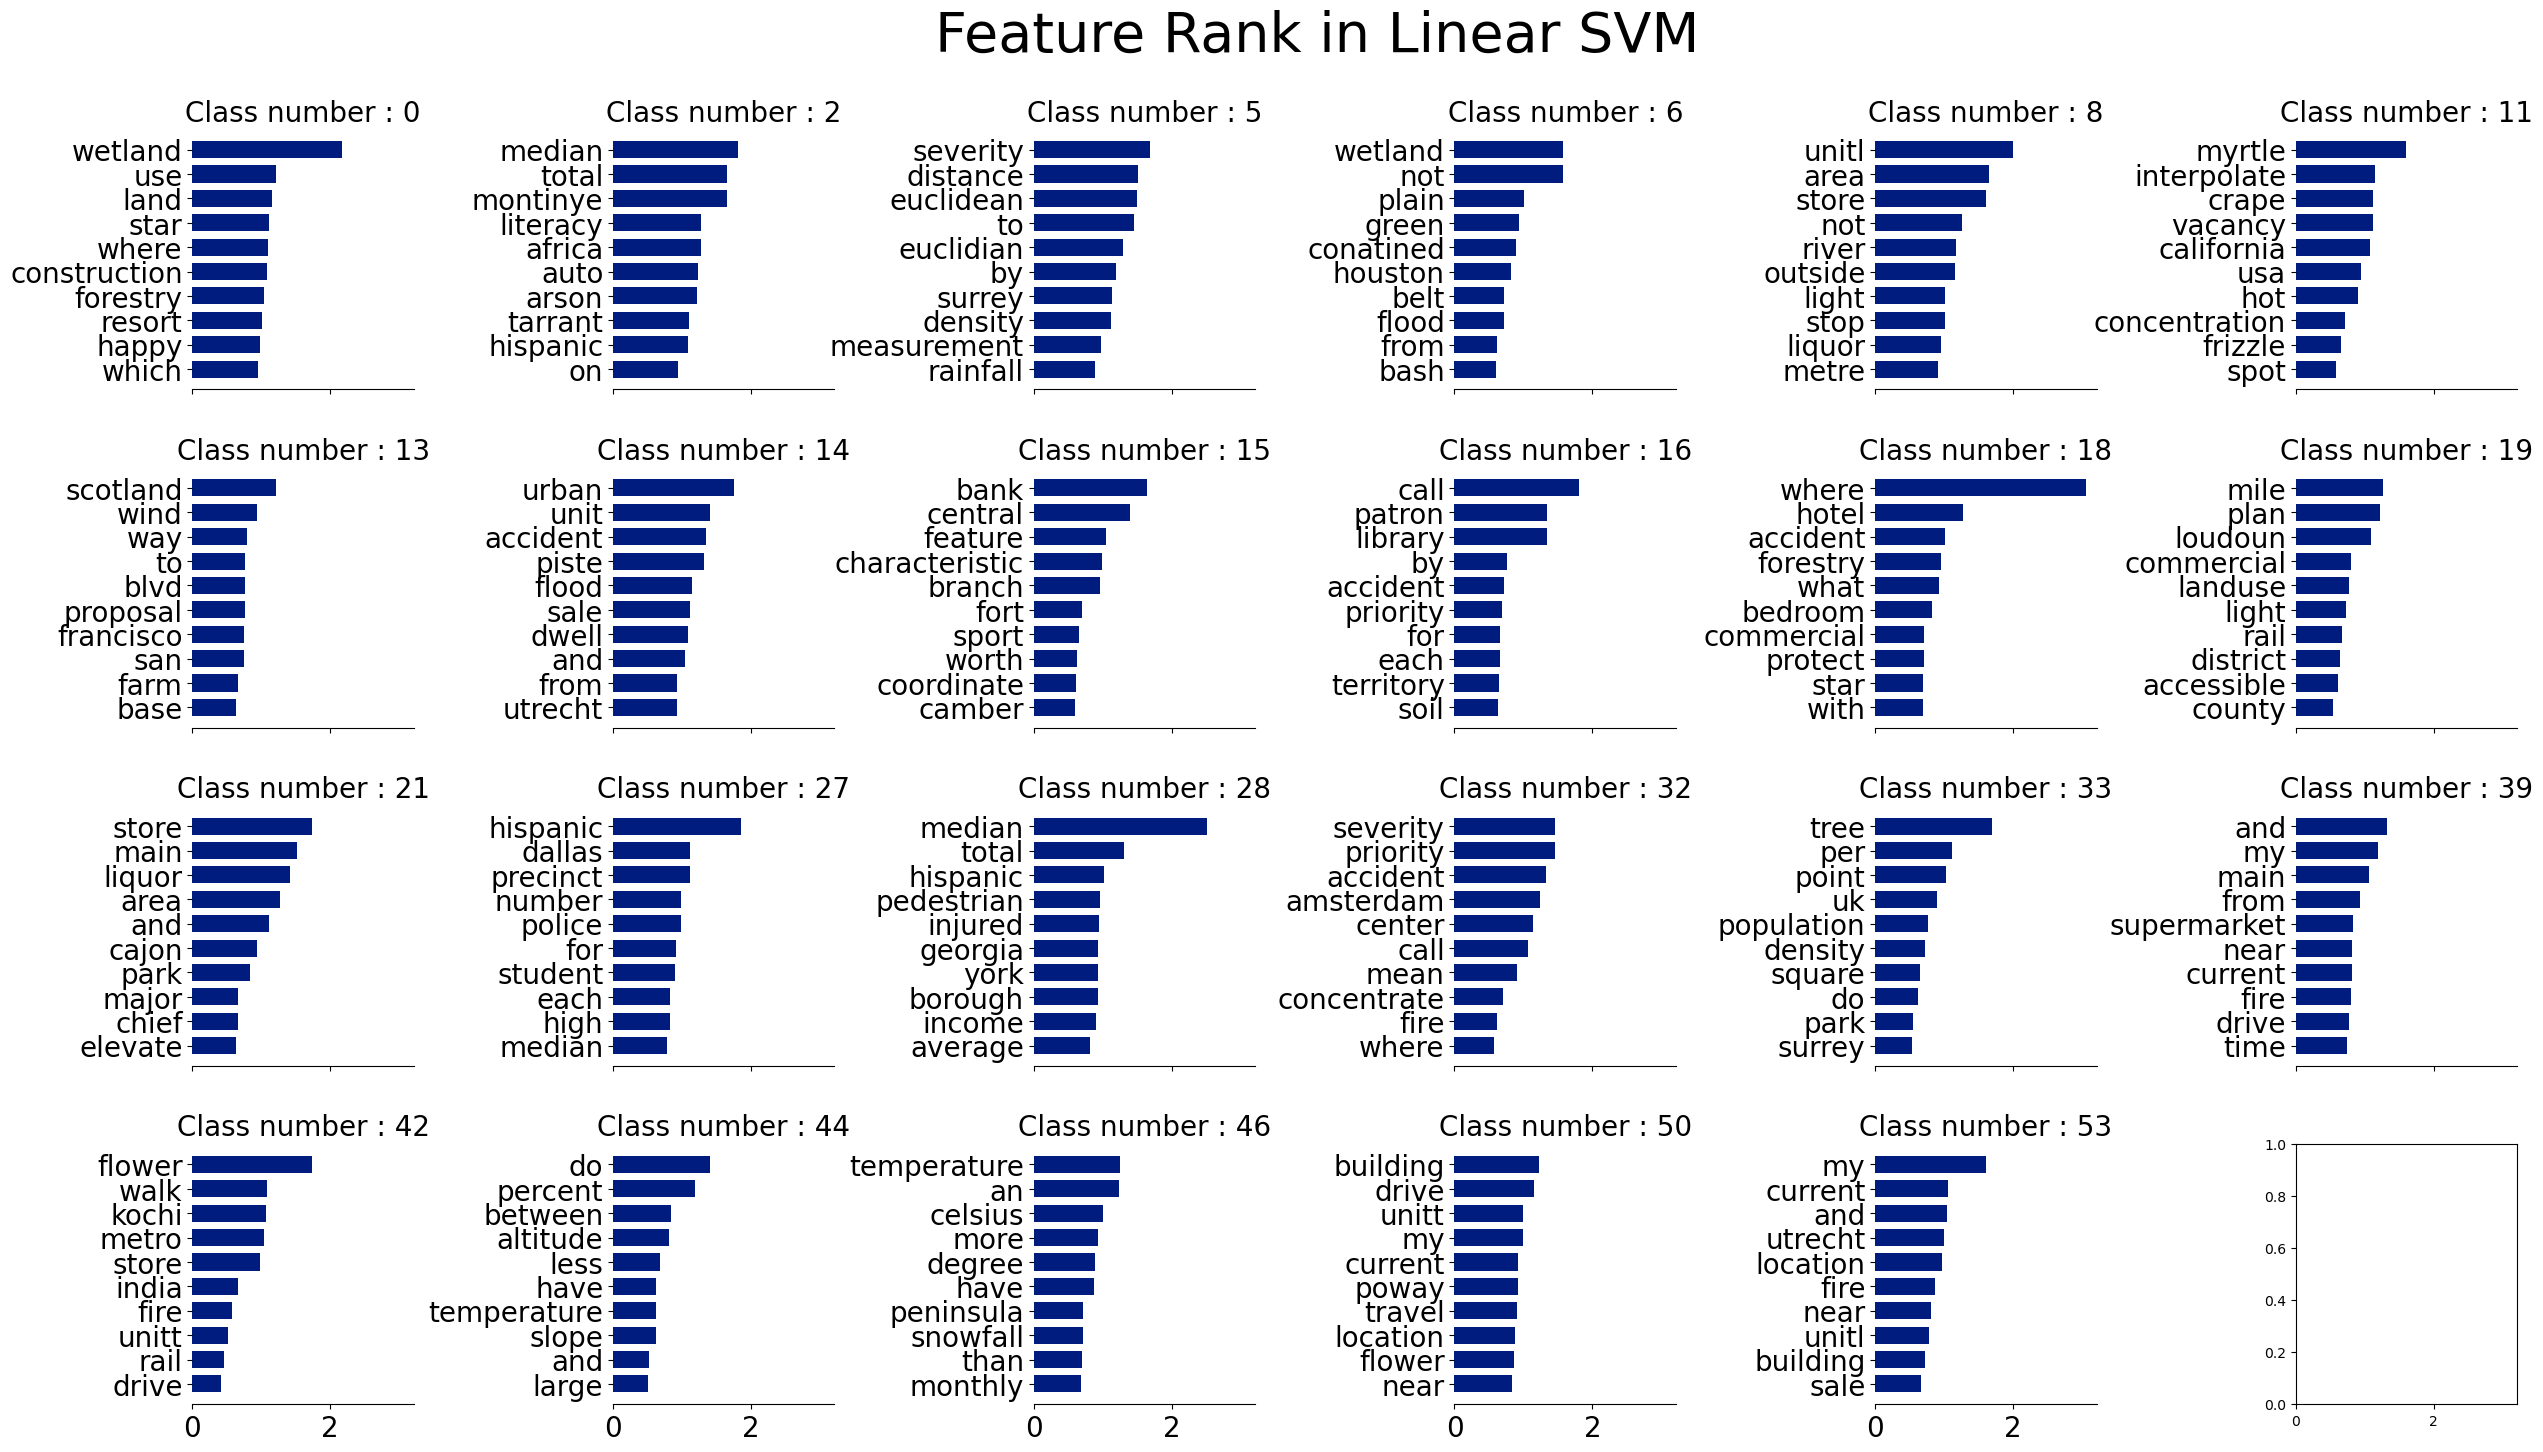 Feature Rank in Linear SVM
Class number : 0
wetland
use
land
star
where
construction
forestry
resort
happy
which
Class number : 2
median
total
montinye
literacy
africa
auto
arson
tarrant
hispanic
on
Class number : 5
severity
distance
euclidean
to
euclidian
by
surrey
density
measurement
rainfall
Class number : 6
wetland
not
plain
green
conatined
houston
belt
flood
from
bash
Class number : 8
unitl
area
store
not
river
outside
light
stop
liquor
metre
Class number : 11
myrtle
interpolate
crape
vacancy
california
usa
hot
concentration
frizzle
spot
Class number : 13
scotland
wind
way
to
blvd
proposal
francisco
san
farm
base
Class number : 14
urban
unit
accident
piste
flood
sale
dwell
and
from
utrecht
Class number : 15
bank
central
feature
characteristic
branch
fort
sport
worth
coordinate
camber
Class number : 16
call
patron
library
by
accident
priority
for
each
territory
soil
Class number : 18
where
hotel
accident
forestry
what
bedroom
commercial
protect
star
with
Class number : 19
mile
plan
loudoun
commercial
landuse
light
rail
district
accessible
county
Class number : 21
store
main
liquor
area
and
cajon
park
major
chief
elevate
Class number : 27
hispanic
dallas
precinct
number
police
for
student
each
high
median
Class number : 28
median
total
hispanic
pedestrian
injured
georgia
york
borough
income
average
Class number : 32
severity
priority
accident
amsterdam
center
call
mean
concentrate
fire
where
Class number : 33
tree
per
point
uk
population
density
square
do
park
surrey
Class number : 39
and
my
main
from
supermarket
near
current
fire
drive
time
Class number : 42
flower
walk
kochi
metro
store
india
fire
unitt
rail
drive
0 2
Class number : 44
do
percent
between
altitude
less
have
temperature
slope
and
large
0 2
Class number : 46
temperature
an
celsius
more
degree
have
peninsula
snowfall
than
monthly
0 2
Class number : 50
building
drive
unitt
my
current
poway
travel
location
flower
near
0 2
Class number : 53
my
current
and
utrecht
location
fire
near
unitl
building
sale
0 2
1.0
0.8
0.6
0.4
0.2
0.0
0 2